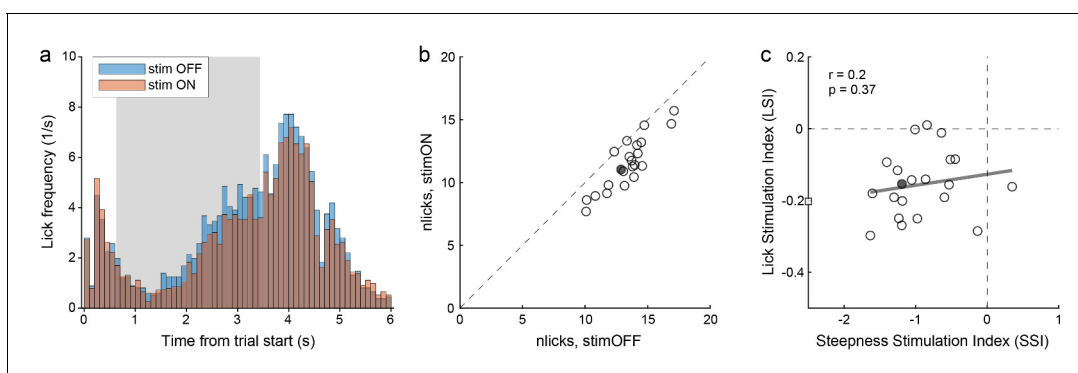 a
10
stim OFF
stim ON
8
6
4
2
0
Lick frequency (1/s)
0 1 2 3 4 5 6
Time from trial start (s)
b
20
15
10
5
0
nlicks, stimON
0 5 10 15 20
nlicks, stimOFF
c
0.2
r = 0.2
p = 0.37
0
-0.2
-0.4
Lick Stimulation Index (LSI)
-2 -1 0 1
Steepness Stimulation Index (SSI)